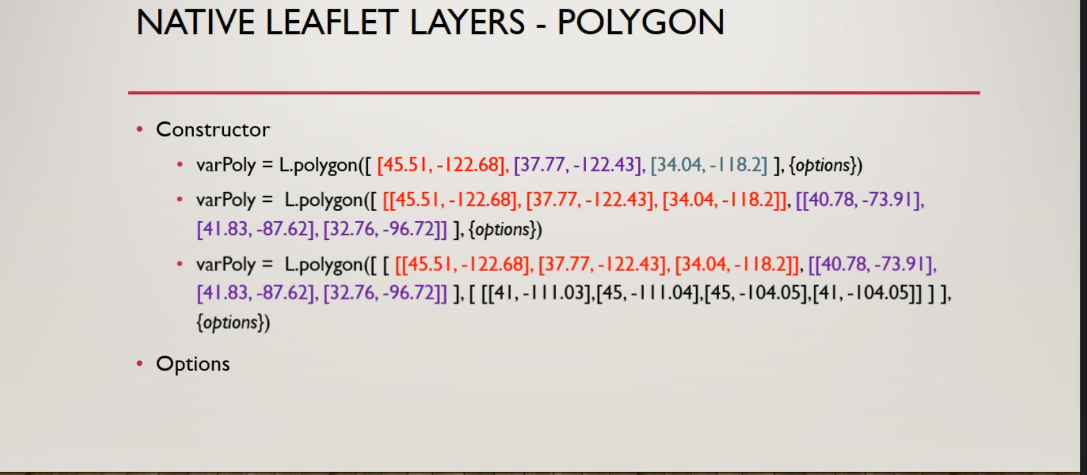 NATIVE LEAFLET LAYERS - POLYGON
• Constructor
• varPoly = L.polygon([ [45.51, -122.68], [37.77, -122.43], [34.04, -118.2] ], {options})
• varPoly = L.polygon([ [[45.51, -122.68], [37.77, -122.43], [34.04, -118.2]], [[40.78, -73.91],
[41.83, -87.62], [32.76, -96.72]] ], {options})
• varPoly = L.polygon([ [ [[45.51, -122.68], [37.77, -122.43], [34.04, -118.2]], [[40.78, -73.91],
[41.83, -87.62], [32.76, -96.72]] ], [ [[41, -111.03],[45, -111.04],[45, -104.05],[41, -104.05]] ] ],
{options})
• Options